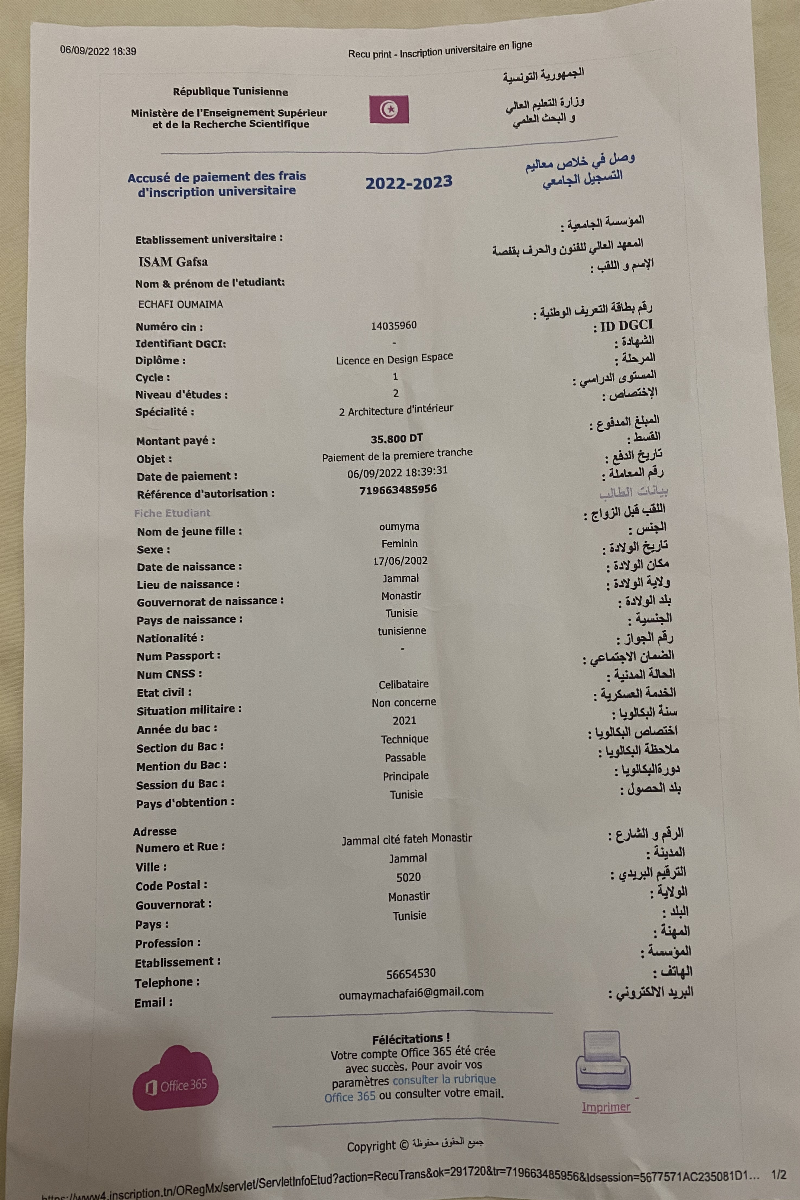 06/09/2022 18:39
Recu print - Inscription universitaire en ligne
République Tunisienne
الجمهورية التونسية
Ministère de l'Enseignement Supérieur
et de la Recherche Scientifique
وزارة التعليم العالي
و البحث العلمي
Accusé de paiement des frais
d'inscription universitaire
2022-2023
وصل في خلاص معاليم
التسجيل الجامعي
Etablissement universitaire :
المؤسسة الجامعية :
ISAM Gafsa
المعهد العالي للفنون والحرف بقفصة
Nom & prénom de l'etudiant:
الإسم و اللقب :
ECHAFI OUMAIMA
Numéro cin : 14035960 رقم بطاقة التعريف الوطنية :
Identifiant DGCI: - ID DGCI :
Diplôme : Licence en Design Espace الشهادة :
Cycle : 1 المرحلة :
Niveau d'études : 2 المستوى الدراسي :
Spécialité : 2 Architecture d'intérieur الإختصاص :
Montant payé : 35.800 DT المبلغ المدفوع :
Objet : Paiement de la premiere tranche القسط :
Date de paiement : 06/09/2022 18:39:31 تاريخ الدفع :
Référence d'autorisation : 719663485956 رقم المعاملة :
Fiche Etudiant بيانات الطالب
Nom de jeune fille : oumyma اللقب قبل الزواج :
Sexe : Feminin الجنس :
Date de naissance : 17/06/2002 تاريخ الولادة :
Lieu de naissance : Jammal مكان الولادة :
Gouvernorat de naissance : Monastir ولاية الولادة :
Pays de naissance : Tunisie بلد الولادة :
Nationalité : tunisienne الجنسية :
Num Passport : - رقم الجواز :
Num CNSS : الضمان الاجتماعي :
Etat civil : Celibataire الحالة المدنية :
Situation militaire : Non concerne الخدمة العسكرية :
Année du bac : 2021 سنة البكالويا :
Section du Bac : Technique اختصاص البكالويا :
Mention du Bac : Passable ملاحظة البكالويا :
Session du Bac : Principale دورةالبكالويا :
Pays d'obtention : Tunisie بلد الحصول :
Adresse
Numero et Rue : Jammal cité fateh Monastir الرقم و الشارع :
Ville : Jammal المدينة :
Code Postal : 5020 الترقيم البريدي :
Gouvernorat : Monastir الولاية :
Pays : Tunisie البلد :
Profession : المهنة :
Etablissement : المؤسسة :
Telephone : 56654530 الهاتف :
Email : oumaymachafai6@gmail.com البريد الالكتروني :
Office 365
Félécitations !
Votre compte Office 365 été crée
avec succès. Pour avoir vos
paramètres consulter la rubrique
Office 365 ou consulter votre email.
Imprimer
Copyright © جميع الحقوق محفوظة
https://www4.inscription.tn/ORegMx/servlet/ServletInfoEtud?action=RecuTrans&ok=291720&tr=719663485956&Idsession=5677571AC235081D1... 1/2